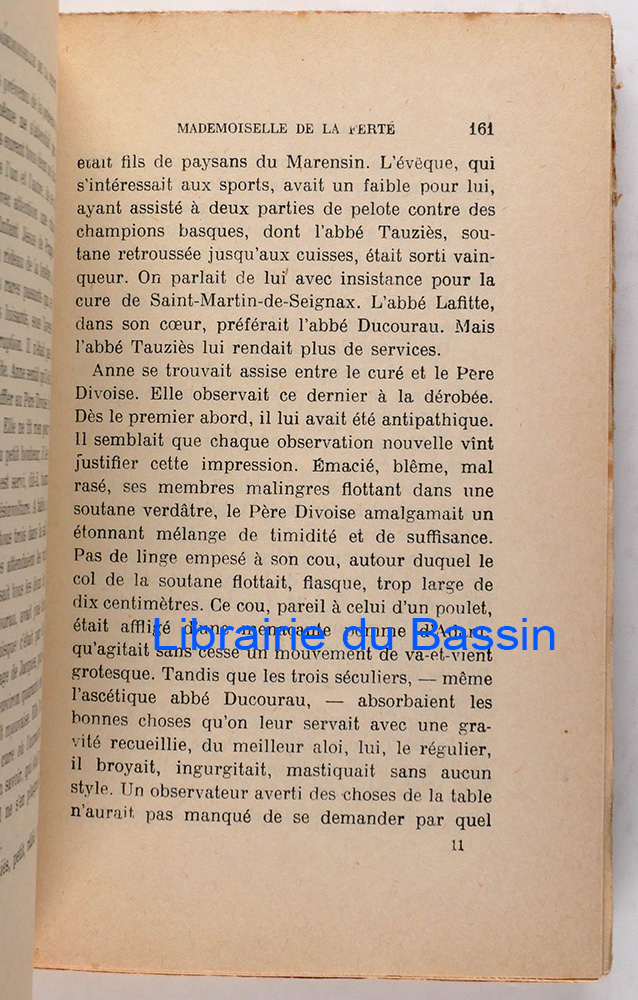 MADEMOISELLE DE LA FERTÉ 161
était fils de paysans du Marensin. L'évêque, qui
s'intéressait aux sports, avait un faible pour lui,
ayant assisté à deux parties de pelote contre des
champions basques, dont l'abbé Tauziès, sou-
tane retroussée jusqu'aux cuisses, était sorti vain-
queur. On parlait de lui avec insistance pour la
cure de Saint-Martin-de-Seignax. L'abbé Lafitte,
dans son cœur, préférait l'abbé Ducourau. Mais
l'abbé Tauziès lui rendait plus de services.
Anne se trouvait assise entre le curé et le Père
Divoise. Elle observait ce dernier à la dérobée.
Dès le premier abord, il lui avait été antipathique.
Il semblait que chaque observation nouvelle vînt
justifier cette impression. Émacié, blême, mal
rasé, ses membres malingres flottant dans une
soutane verdâtre, le Père Divoise amalgamait un
étonnant mélange de timidité et de suffisance.
Pas de linge empesé à son cou, autour duquel le
col de la soutane flottait, flasque, trop large de
dix centimètres. Ce cou, pareil à celui d'un poulet,
était affligé d'une menaçante pomme d'Adam
Librairie du Bassin
qu'agitait sans cesse un mouvement de va-et-vient
grotesque. Tandis que les trois séculiers, — même
l'ascétique abbé Ducourau, — absorbaient les
bonnes choses qu'on leur servait avec une gra-
vité recueillie, du meilleur aloi, lui, le régulier,
il broyait, ingurgitait, mastiquait sans aucun
style. Un observateur averti des choses de la table
n'aurait pas manqué de se demander par quel
11